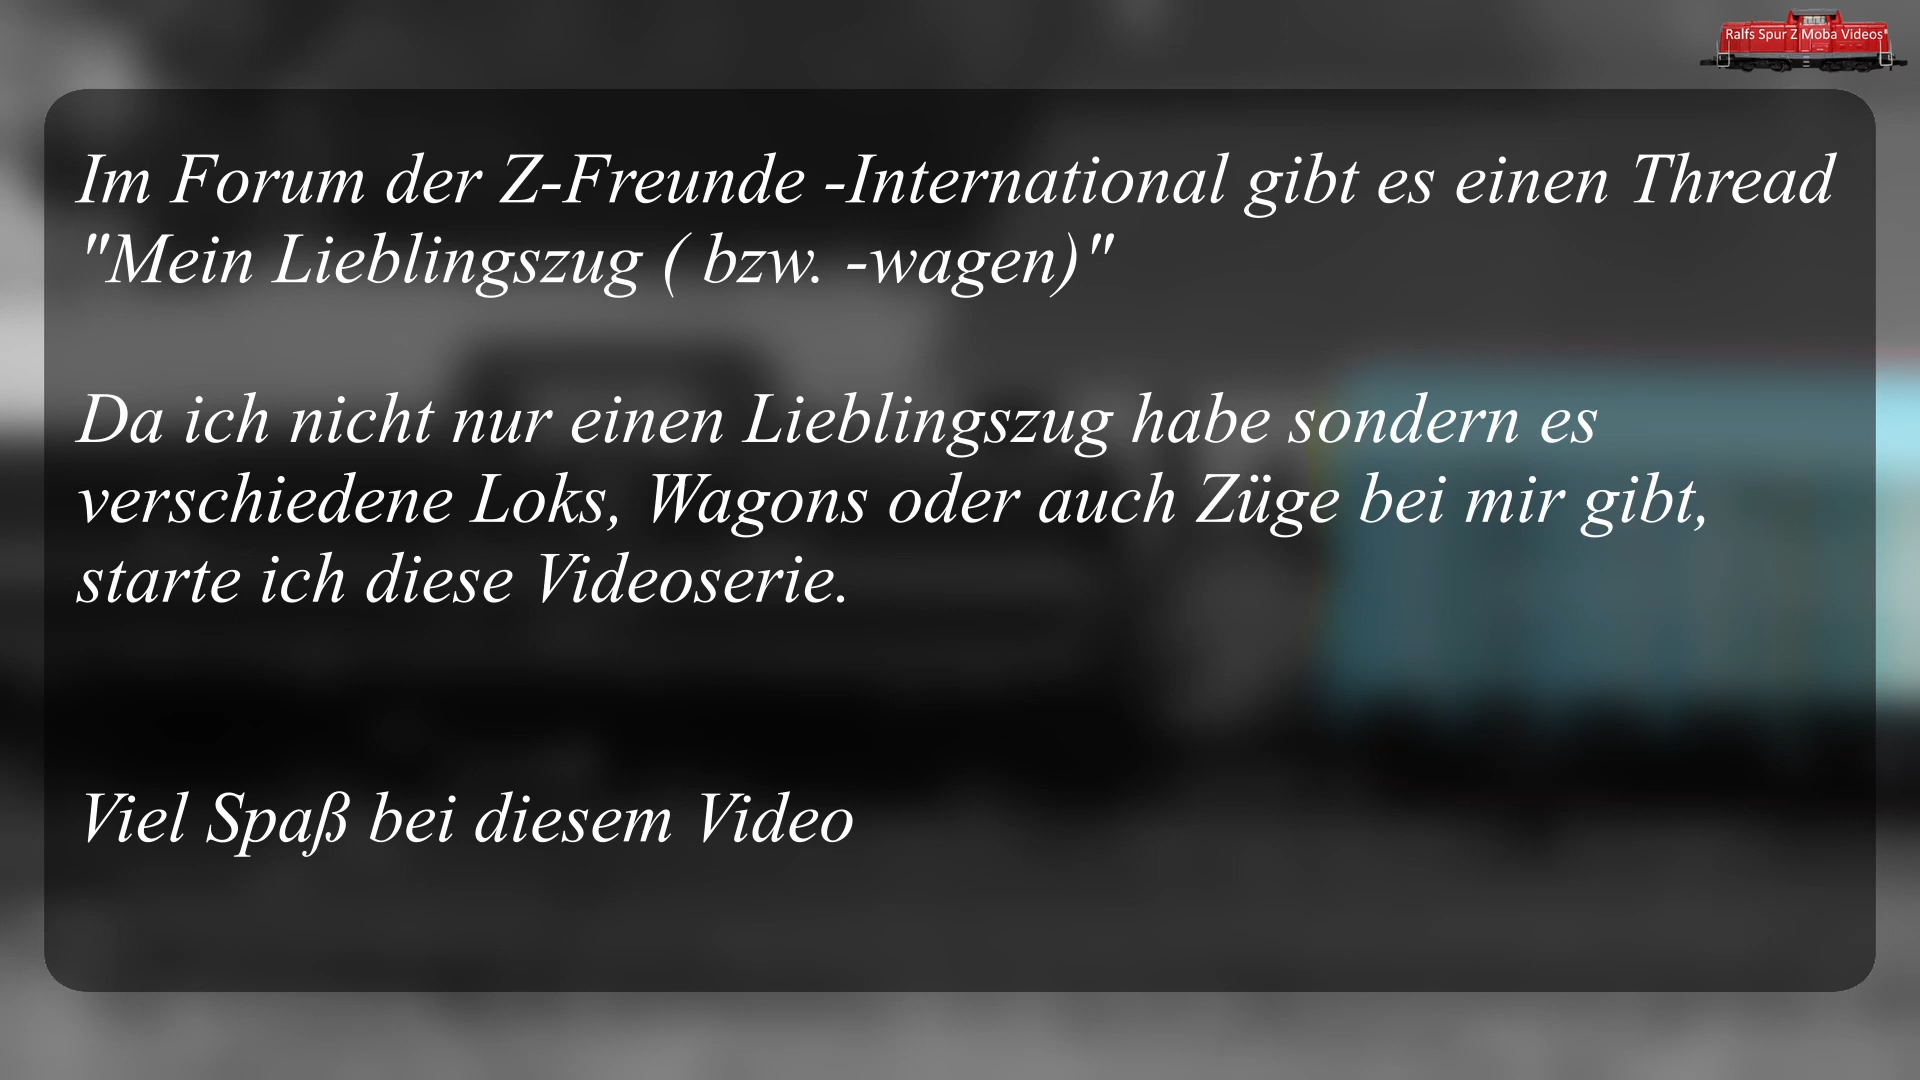 Ralfs Spur Z Moba Videos
Im Forum der Z-Freunde -International gibt es einen Thread
"Mein Lieblingszug ( bzw. -wagen)"
Da ich nicht nur einen Lieblingszug habe sondern es
verschiedene Loks, Wagons oder auch Züge bei mir gibt,
starte ich diese Videoserie.
Viel Spaß bei diesem Video